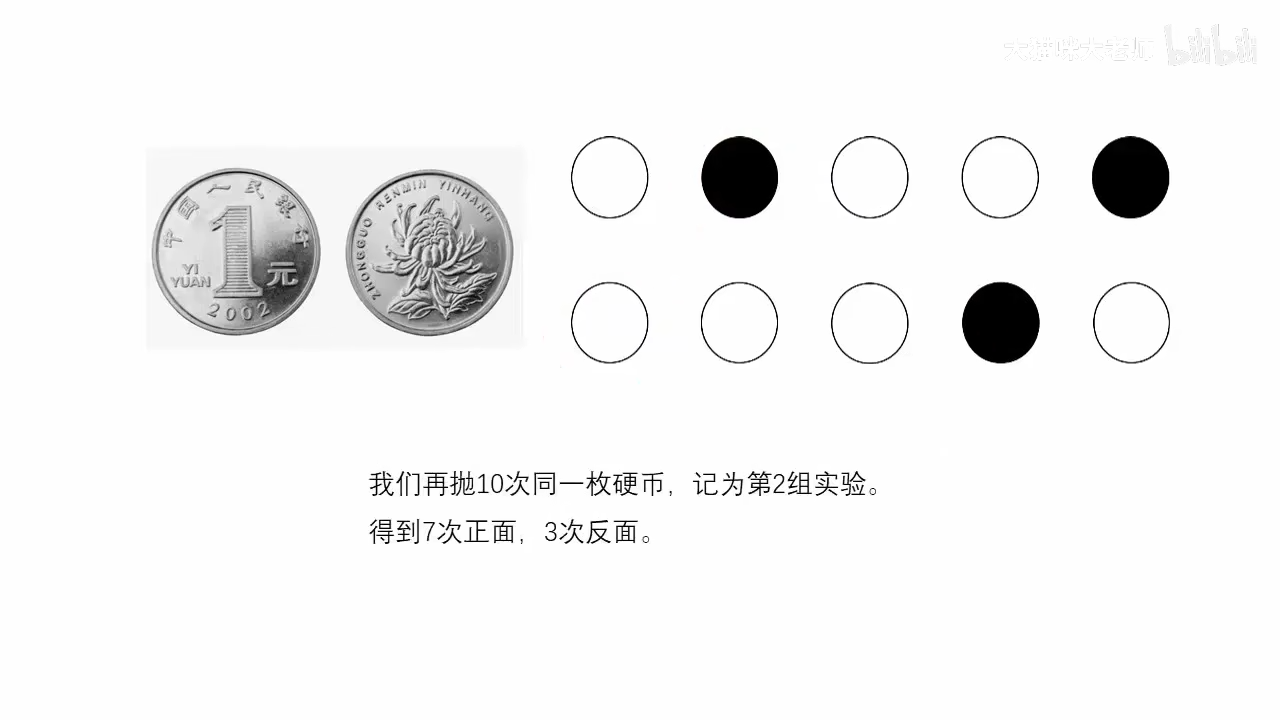 大猫咪大老师 bilibili
中国人民银行
YI
YUAN
1
元
2002
ZHONGGUO RENMIN YINHANG
我们再抛10次同一枚硬币，记为第2组实验。
得到7次正面，3次反面。